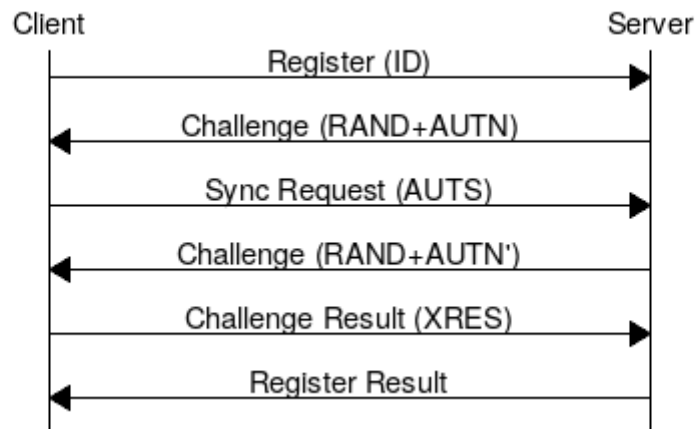 Client
Server
Register (ID)
Challenge (RAND+AUTN)
Sync Request (AUTS)
Challenge (RAND+AUTN')
Challenge Result (XRES)
Register Result